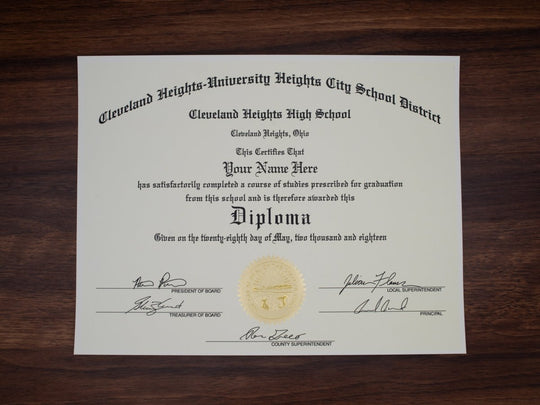 Cleveland Heights-University Heights City School District
Cleveland Heights High School
Cleveland Heights, Ohio
This Certifies That
Your Name Here
has satisfactorily completed a course of studies prescribed for graduation
from this school and is therefore awarded this
Diploma
Given on the twenty-eighth day of May, two thousand and eighteen
PRESIDENT OF BOARD
LOCAL SUPERINTENDENT
TREASURER OF BOARD
PRINCIPAL
COUNTY SUPERINTENDENT